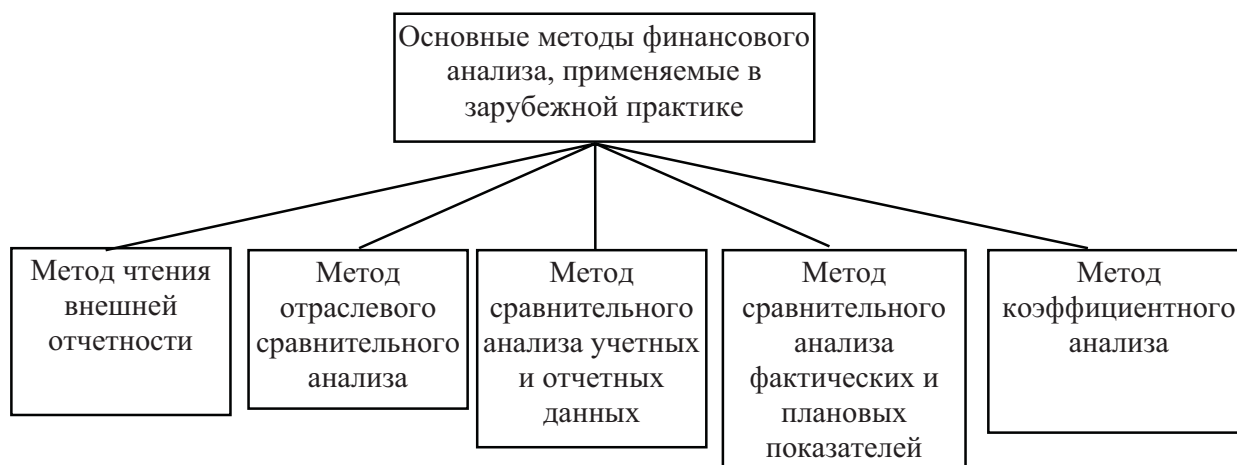 Основные методы финансового
анализа, применяемые в
зарубежной практике
Метод чтения
внешней
отчетности
Метод
отраслевого
сравнительного
анализа
Метод
сравнительного
анализа учетных
и отчетных
данных
Метод
сравнительного
анализа
фактических и
плановых
показателей
Метод
коэффициентного
анализа